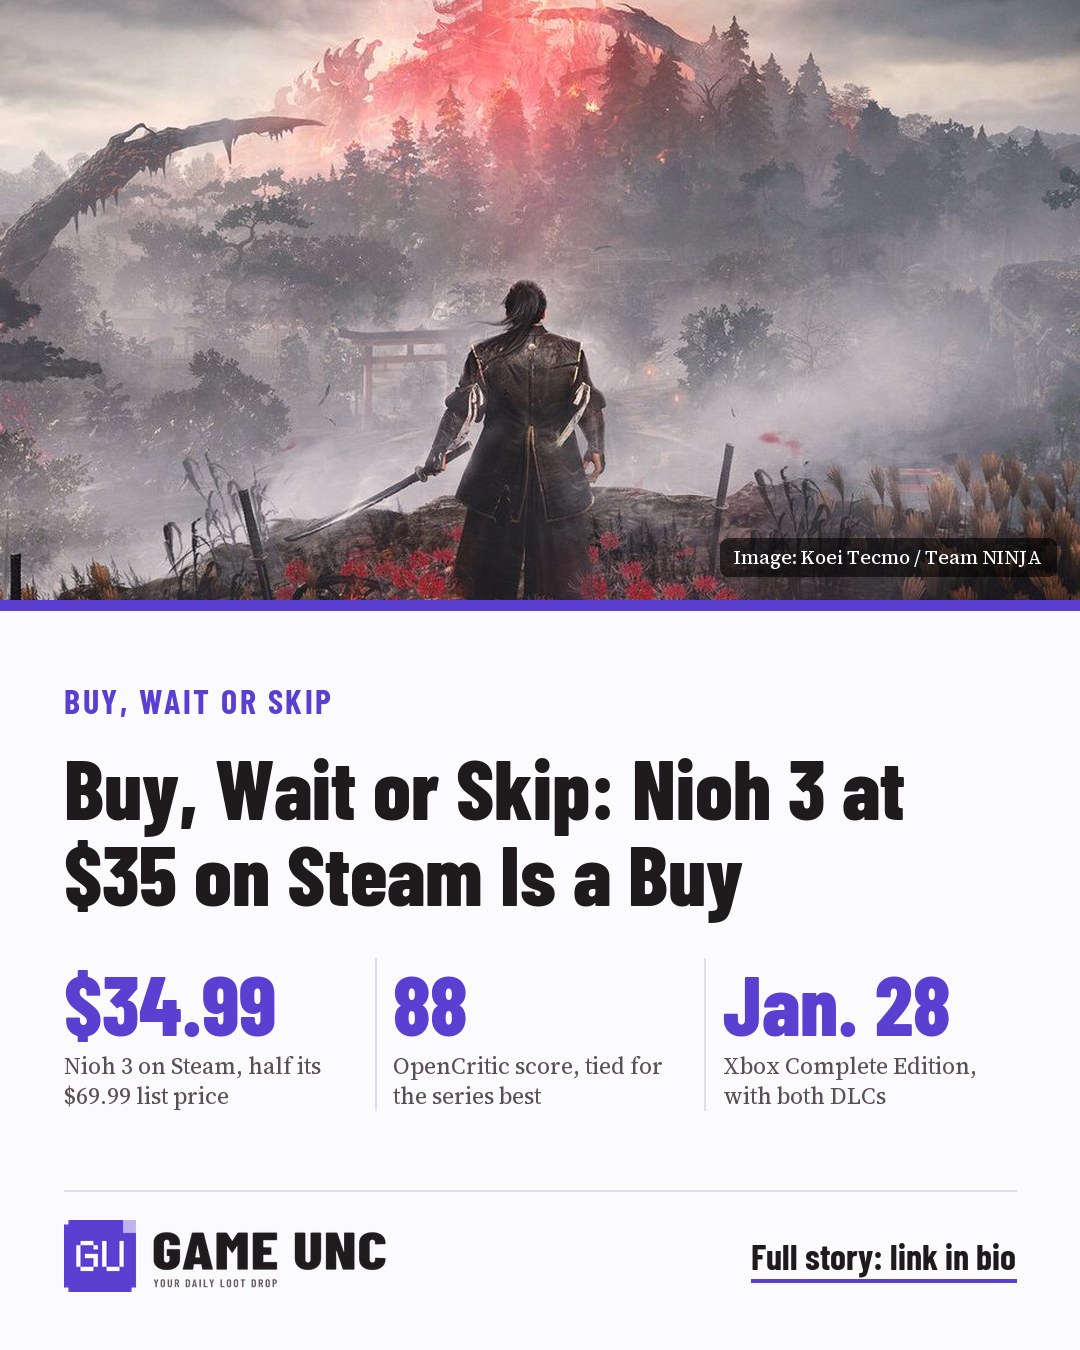 Image: Koei Tecmo / Team NINJA
BUY, WAIT OR SKIP
Buy, Wait or Skip: Nioh 3 at
$35 on Steam Is a Buy
$34.99
Nioh 3 on Steam, half its
$69.99 list price
88
OpenCritic score, tied for
the series best
Jan. 28
Xbox Complete Edition,
with both DLCs
GU
GAME UNC
YOUR DAILY LOOT DROP
Full story: link in bio